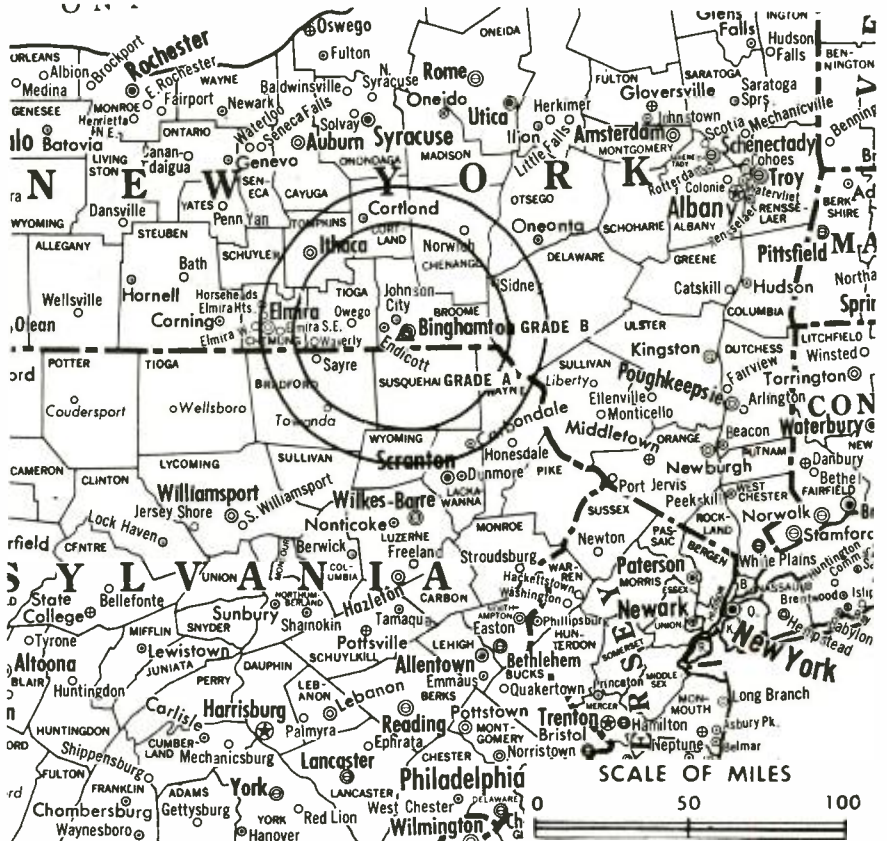 Oswego
ONEIDA
Glens Falls
Hudson Falls
Fulton
ORLEANS
Albion
Medina
Brockport
Rochester
E. Rochester
WAYNE
Baldwinsville
N. Syracuse
Rome
FULTON
SARATOGA
BENNINGTON
Gloversville
Saratoga Sprs.
GENESEE
MONROE
Henrietta
Fairport
Newark
Waterloo
Seneca Falls
Solvay
Oneida
Utica
Herkimer
Johnstown
Mechanicville
Batavia
ONTARIO
Auburn
Syracuse
Ilion
Little Falls
Amsterdam
Scotia
Schenectady
LIVINGSTON
Canandaigua
Geneva
ONONDAGA
MADISON
MONTGOMERY
Cohoes
Rotterdam
Colonie
Troy
Watervliet
NEW YORK
SENECA
CAYUGA
OTSEGO
WYOMING
Dansville
YATES
Penn Yan
TOMPKINS
Cortland
CORTLAND
SCHOHARIE
Albany
ALBANY
Rensselaer
RENSSELAER
BERKSHIRE
ALLEGANY
STEUBEN
SCHUYLER
Ithaca
Norwich
CHENANGO
Oneonta
DELAWARE
GREENE
Pittsfield
Bath
Wellsville
Hornell
Horseheads
Elmira Hts.
Corning
Elmira
Elmira S.E.
Elmira W.
CHEMUNG
TIOGA
Owego
Waverly
Johnson City
BROOME
Binghamton
Endicott
Sidney
GRADE B
Catskill
Hudson
COLUMBIA
Olean
ULSTER
Kingston
DUTCHESS
LITCHFIELD
Winsted
POTTER
TIOGA
Sayre
BRADFORD
SUSQUEHA
GRADE A
WAYNE
SULLIVAN
Liberty
Poughkeepsie
Fairview
Torrington
Coudersport
Wellsboro
Towanda
Ellenville
Monticello
Arlington
CON
Waterbury
Carbondale
Middletown
WYOMING
Beacon
ORANGE
CAMERON
CLINTON
LYCOMING
SULLIVAN
Scranton
Dunmore
Honesdale
PIKE
Newburgh
PUTNAM
Danbury
Bethel
Williamsport
Jersey Shore
S. Williamsport
Wilkes-Barre
LACKAWANNA
Port Jervis
Peekskill
WESTCHESTER
FAIRFIELD
Lock Haven
Nanticoke
MONROE
SUSSEX
ROCKLAND
Norwalk
Stamford
CENTRE
MONTOUR
Berwick
LUZERNE
Freeland
Stroudsburg
Newton
PASSAIC
BERGEN
White Plains
SYLVANIA
UNION
COLUMBIA
CARBON
WARREN
Hackettstown
Washington
Paterson
MORRIS
ESSEX
Huntington
NASSAU
State College
Bellefonte
Sunbury
NORTHUMBERLAND
Shamokin
Hazleton
Tamaqua
Phillipsburg
Newark
UNION
Brentwood
Hempstead
Babylon
Tyrone
MIFFLIN
SNYDER
Lewistown
JUNIATA
Pottsville
SCHUYLKILL
LEHIGH
Easton
HUNTERDON
SOMERSET
New York
Altoona
BLAIR
Huntingdon
DAUPHIN
PERRY
Allentown
Emmaus
Bethlehem
BUCKS
Quakertown
Princeton
MERCER
MIDDLESEX
JERSEY
HUNTINGDON
Carlisle
Harrisburg
LEBANON
Lebanon
BERKS
Palmyra
Reading
Ephrata
Pottstown
MONTGOMERY
Trenton
Bristol
Hamilton
Neptune
MONMOUTH
Long Branch
Asbury Pk.
Belmar
CUMBERLAND
Mechanicsburg
Shippensburg
CHESTER
Norristown
Lancaster
FULTON
FRANKLIN
Chambersburg
Waynesboro
ADAMS
Gettysburg
York
YORK
Hanover
Red Lion
LANCASTER
Philadelphia
West Chester
DELAWARE
Wilmington
SCALE OF MILES
0 50 100